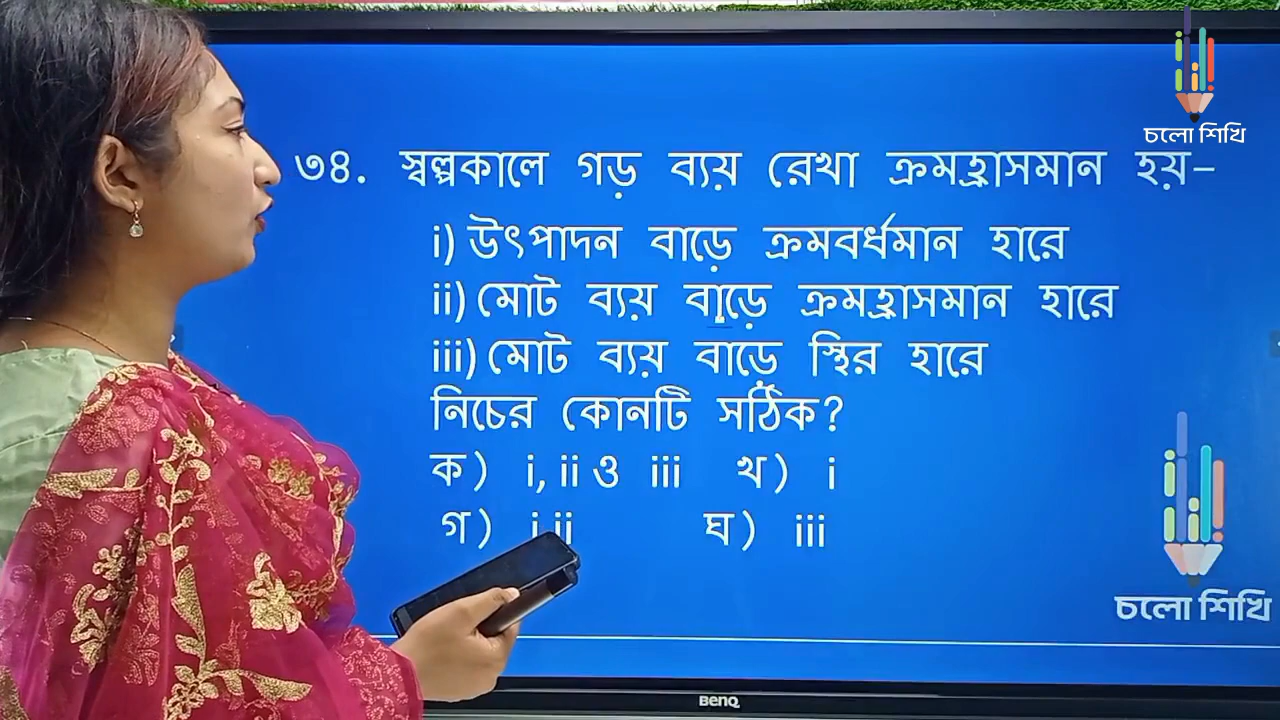 চলো শিখি
৩৪. স্বল্পকালে গড় ব্যয় রেখা ক্রমহ্রাসমান হয়–
i) উৎপাদন বাড়ে ক্রমবর্ধমান হারে
ii) মোট ব্যয় বাড়ে ক্রমহ্রাসমান হারে
iii) মোট ব্যয় বাড়ে স্থির হারে
নিচের কোনটি সঠিক?
ক) i, ii ও iii খ) i
গ) i ii ঘ) iii
চলো শিখি
BENQ